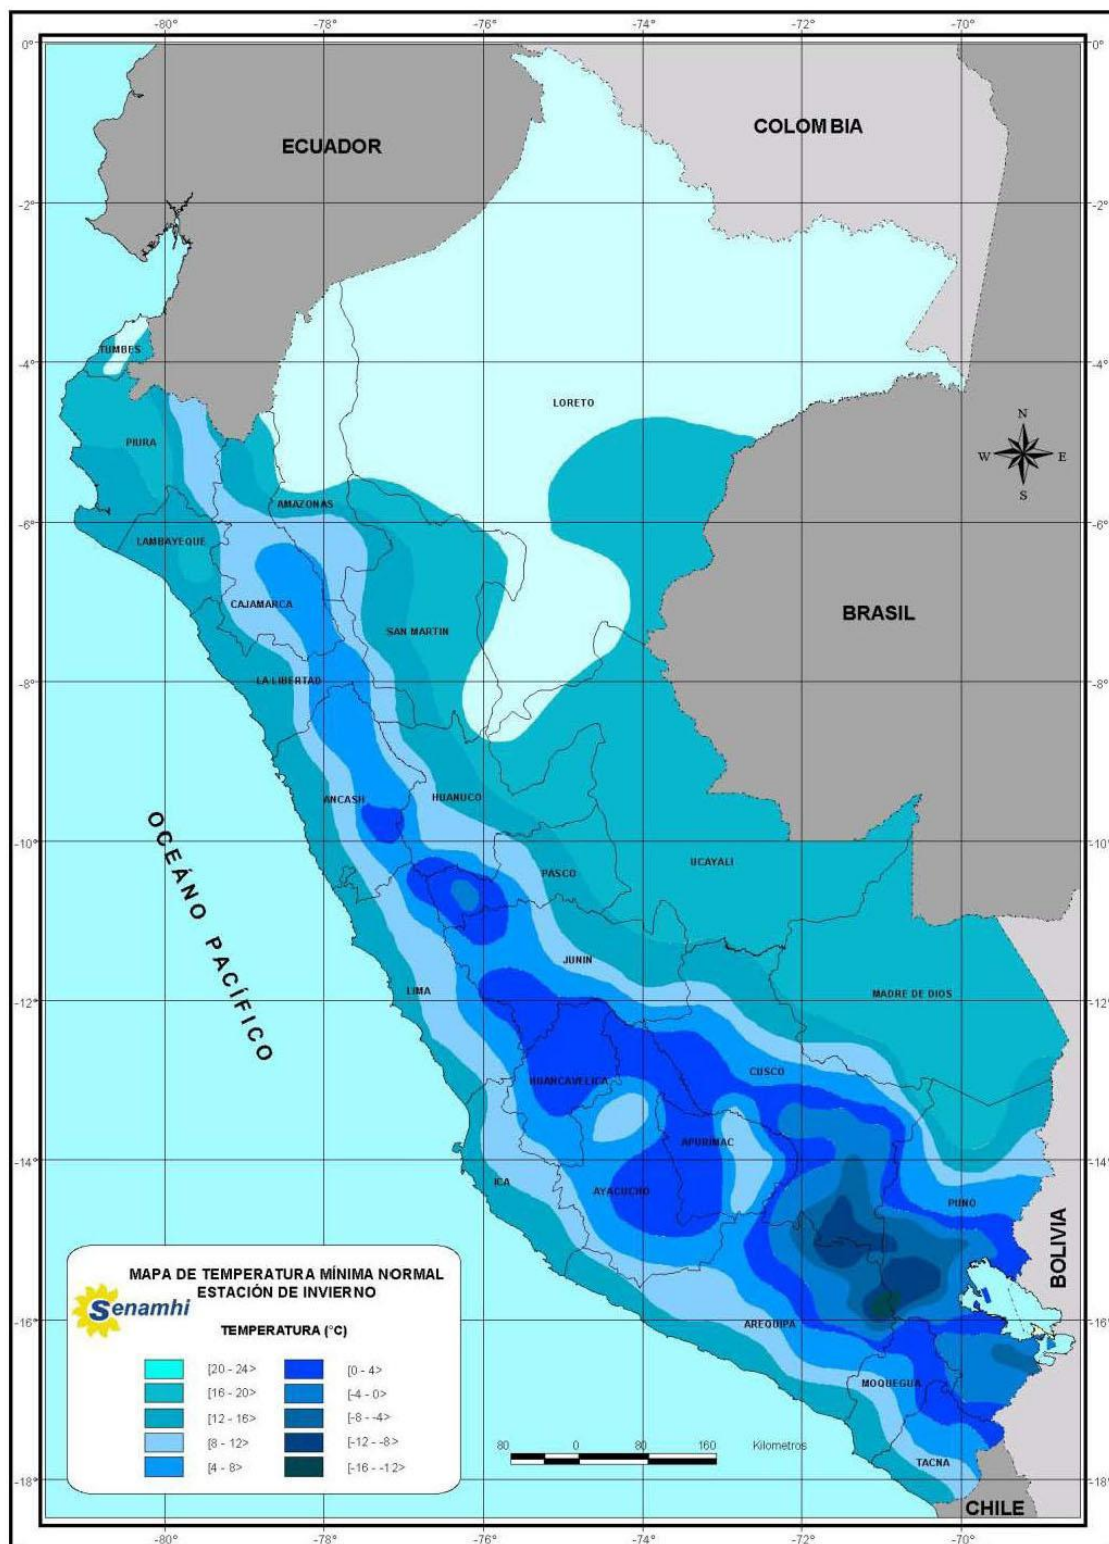 -80° -78° -76° -74° -72° -70°
0° 0°
COLOMBIA
ECUADOR
-2° -2°
TUMBES
-4° -4°
LORETO
N
PIURA
W E
S
AMAZONAS
-6° -6°
LAMBAYEQUE
CAJAMARCA
BRASIL
SAN MARTIN
LA LIBERTAD
-8° -8°
ANCASH
HUANUCO
-10° -10°
UCAYALI
PASCO
OCEÁNO PACÍFICO
JUNIN
LIMA
MADRE DE DIOS
-12° -12°
CUSCO
HUANCAVELICA
APURIMAC
-14° -14°
ICA
AYACUCHO
PUNO
BOLIVIA
MAPA DE TEMPERATURA MÍNIMA NORMAL
ESTACIÓN DE INVIERNO
Senamhi
TEMPERATURA (°C)
[20 - 24>
[16 - 20>
[12 - 16>
[8 - 12>
[4 - 8>
[0 - 4>
[-4 - 0>
[-8 - -4>
[-12 - -8>
[-16 - -12>
-16° -16°
AREQUIPA
MOQUEGUA
80 0 80 160 Kilometros
TACNA
-18° -18°
CHILE
-80° -78° -76° -74° -72° -70°